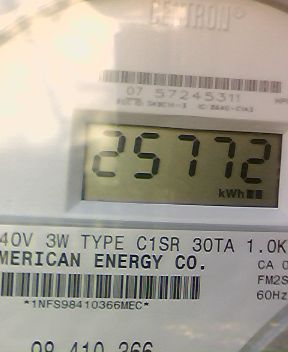 CENTRON®
07 57245311
25772
kWh
40V 3W TYPE C1SR 30TA 1.0K
MERICAN ENERGY CO.
CA 0
*1NFS98410366MEC*
FM2S
60Hz
98 410 366